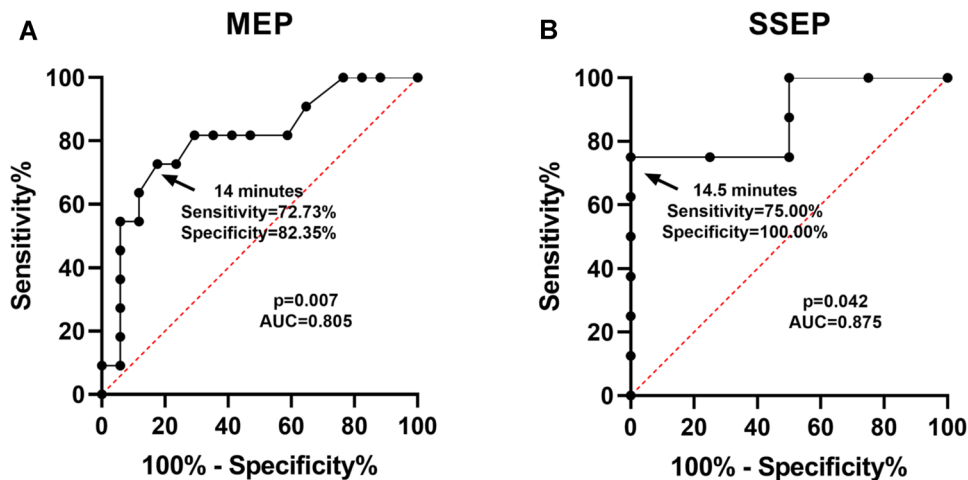 A
MEP
Sensitivity%
100
80
60
40
20
0
14 minutes
Sensitivity=72.73%
Specificity=82.35%
p=0.007
AUC=0.805
0 20 40 60 80 100
100% - Specificity%
B
SSEP
Sensitivity%
100
80
60
40
20
0
14.5 minutes
Sensitivity=75.00%
Specificity=100.00%
p=0.042
AUC=0.875
0 20 40 60 80 100
100% - Specificity%